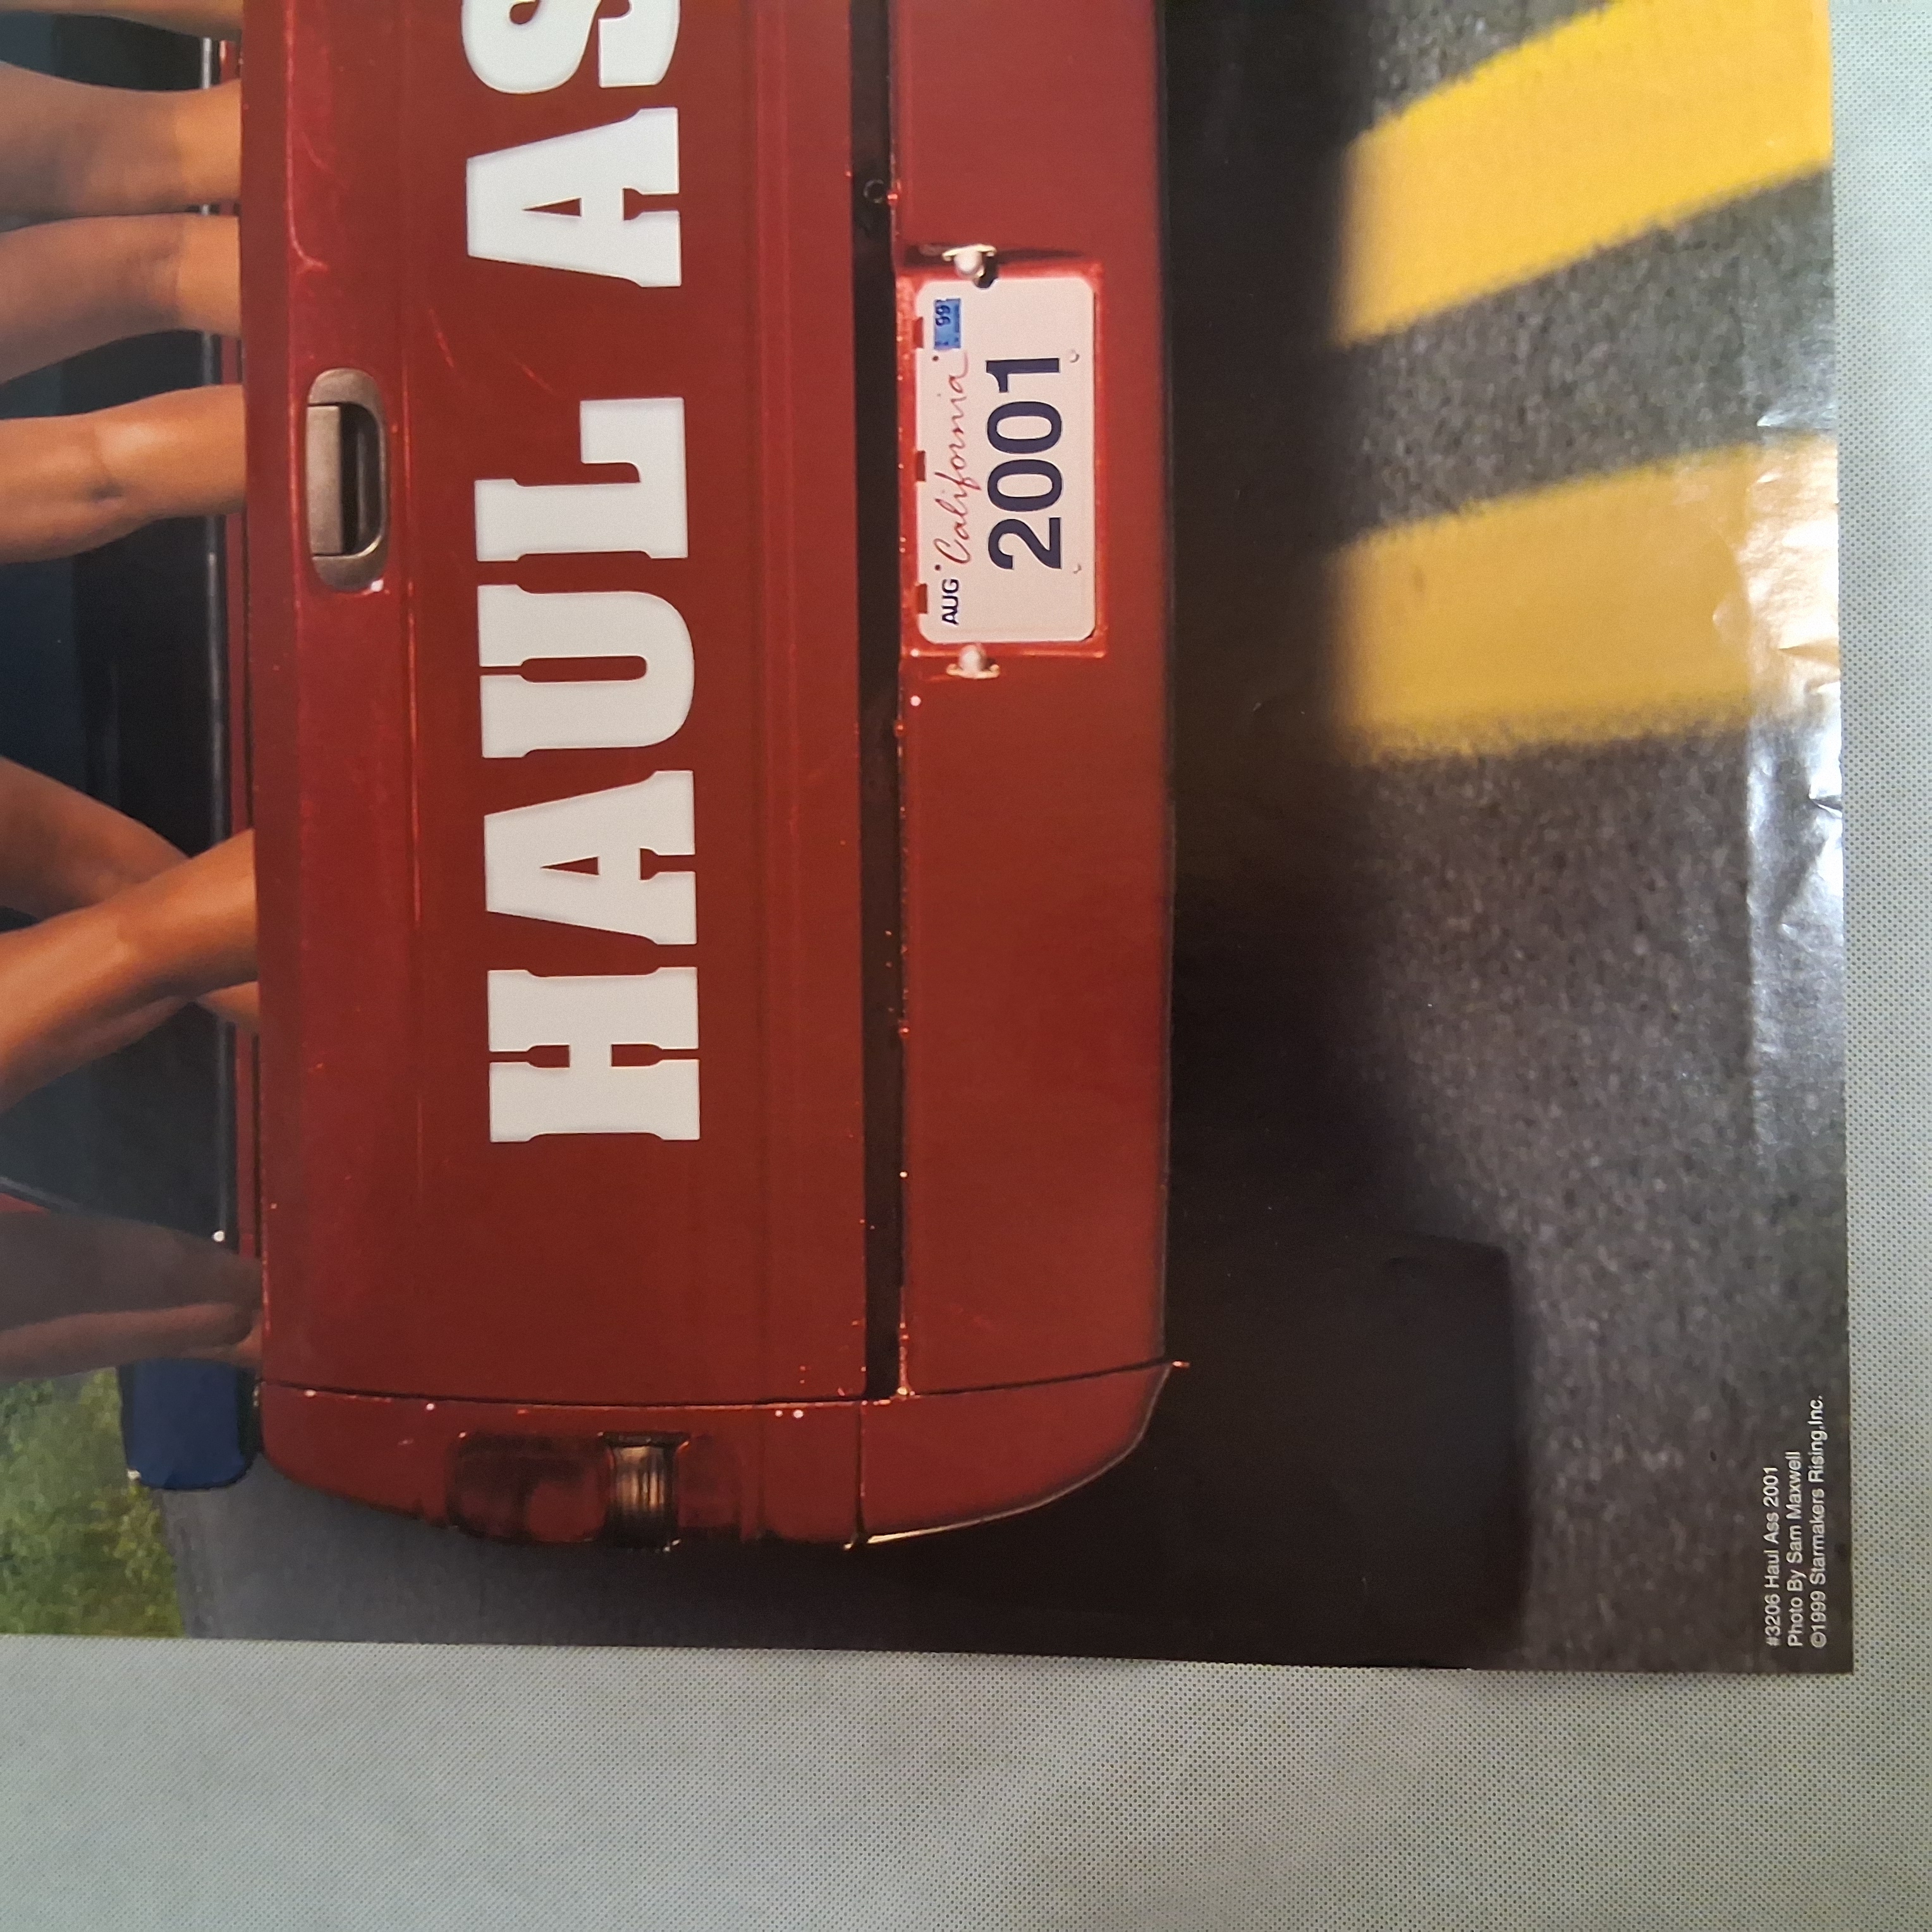 HAUL AS
AUG California 99
2001
#3206 Haul Ass 2001
Photo By Sam Maxwell
©1999 Starmakers Rising,Inc.